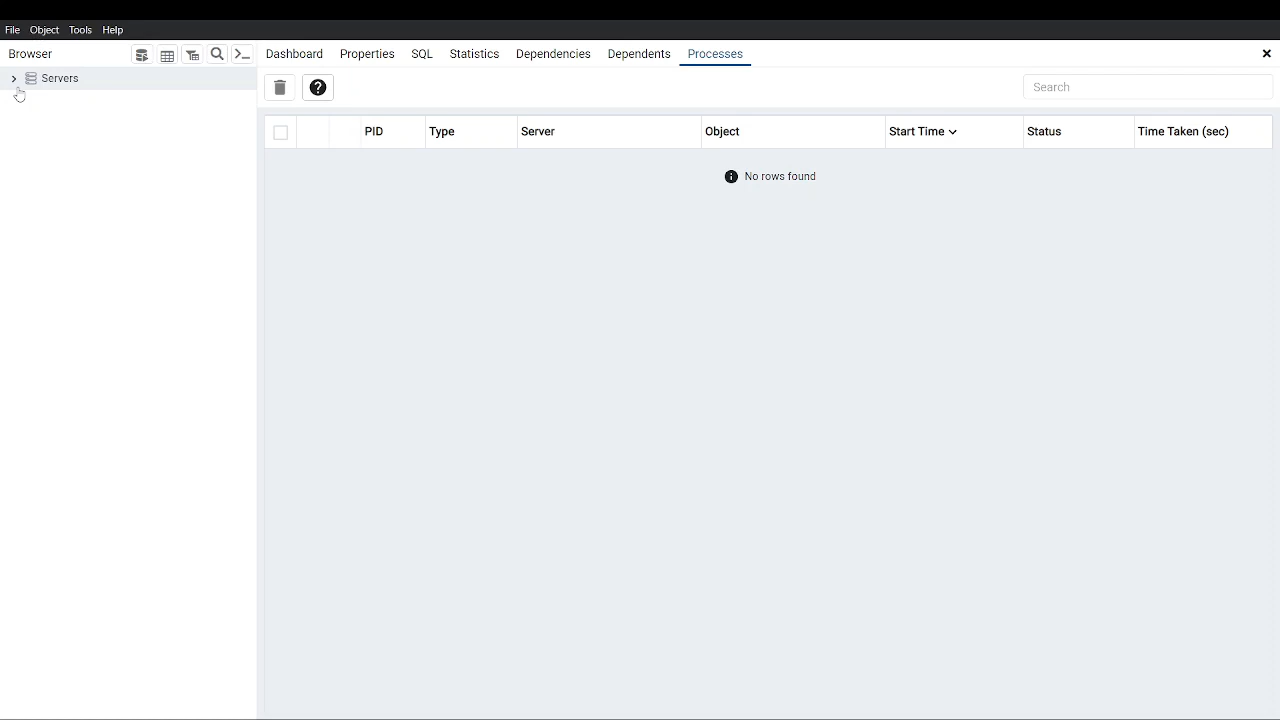 File Object Tools Help
Browser Dashboard Properties SQL Statistics Dependencies Dependents Processes
Servers
Search
PID Type Server Object Start Time Status Time Taken (sec)
No rows found